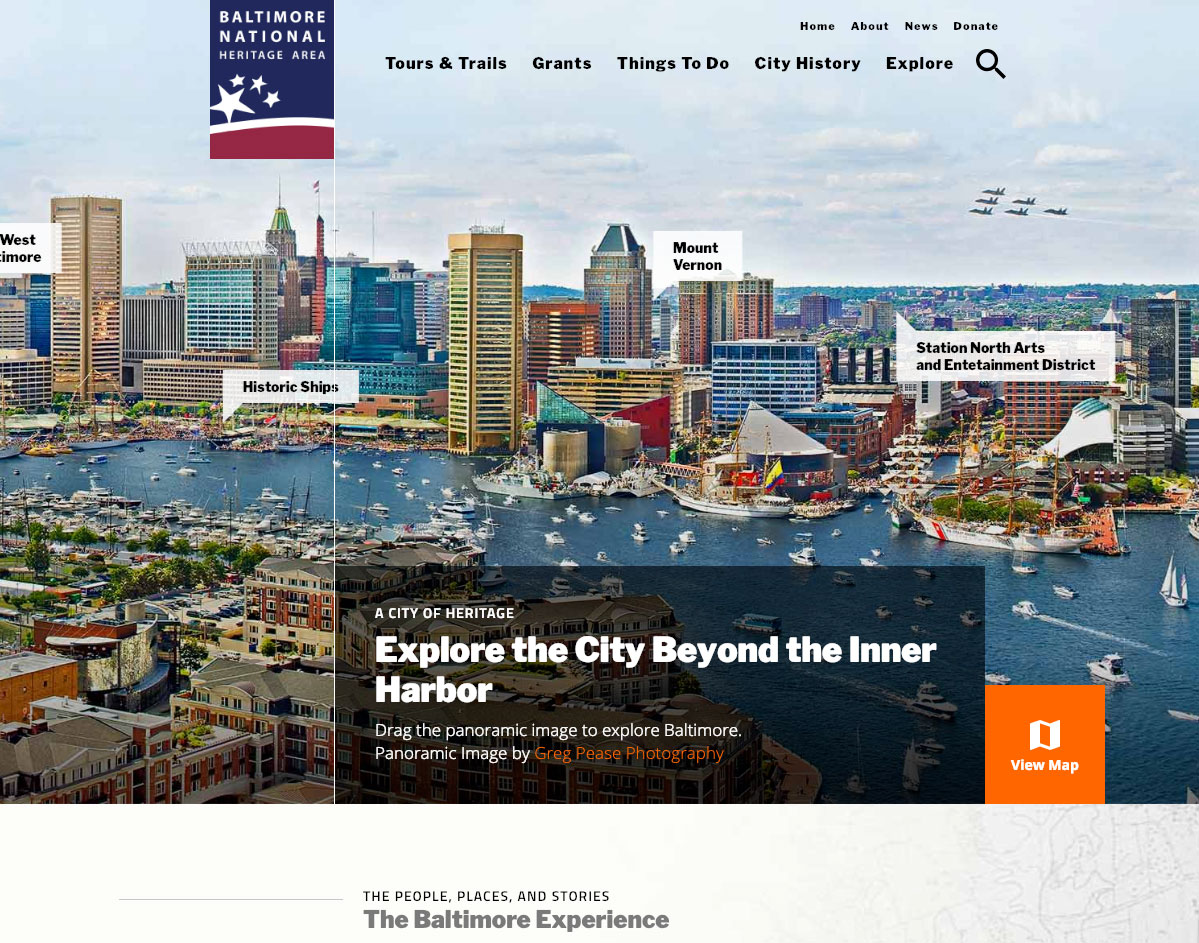 BALTIMORE
NATIONAL
HERITAGE AREA
Home About News Donate
Tours & Trails Grants Things To Do City History Explore
West
timore
Mount
Vernon
Station North Arts
and Entetainment District
Historic Ships
A CITY OF HERITAGE
Explore the City Beyond the Inner
Harbor
Drag the panoramic image to explore Baltimore.
Panoramic Image by Greg Pease Photography
View Map
THE PEOPLE, PLACES, AND STORIES
The Baltimore Experience